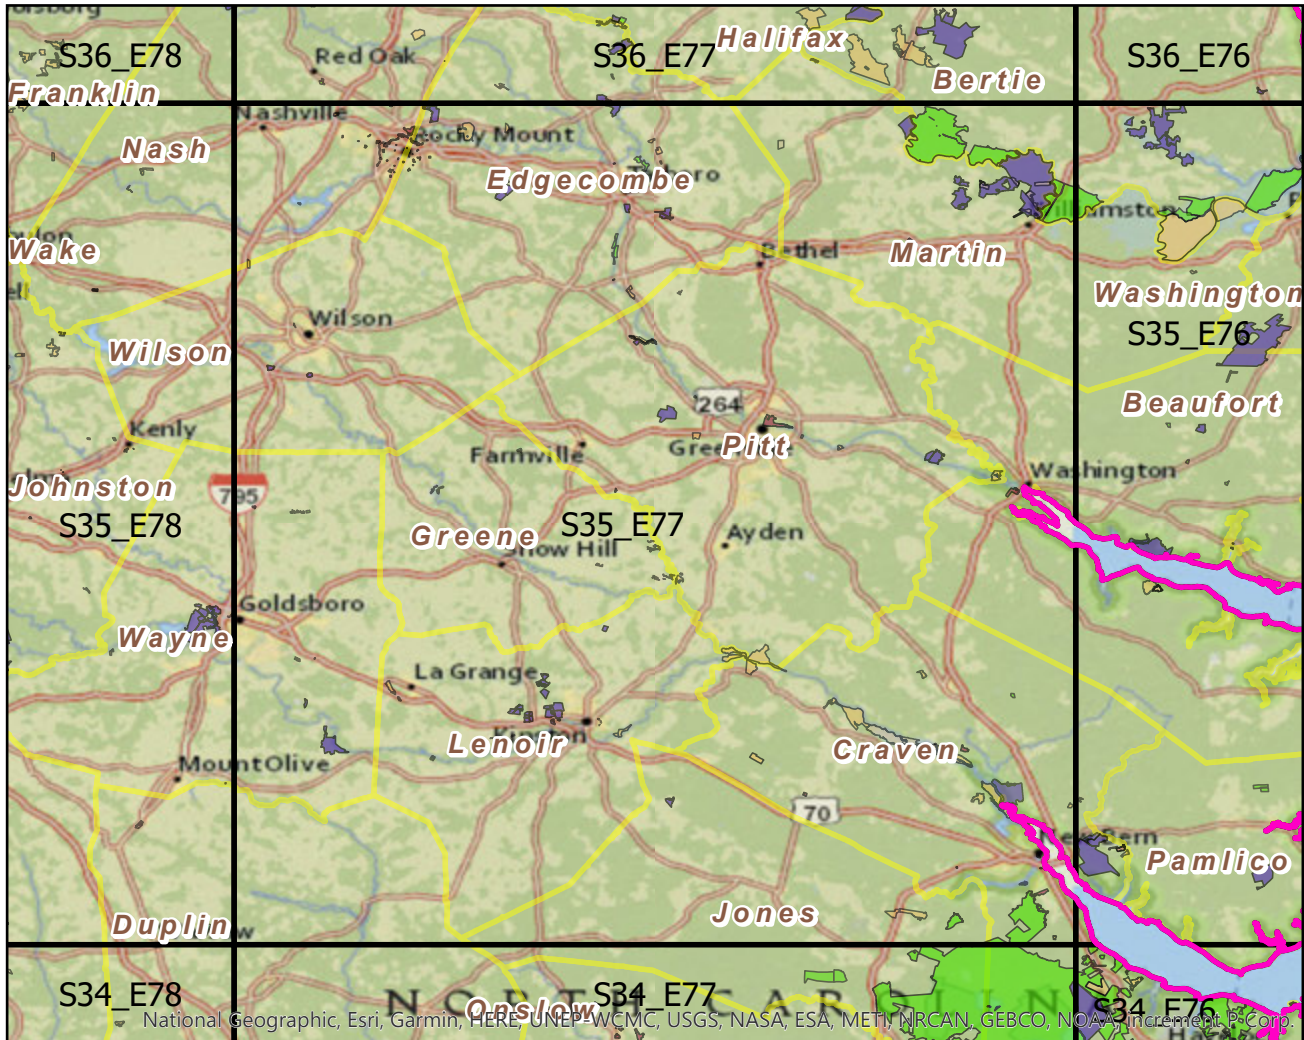 S36_E78
Franklin
Red Oak
S36_E77
Halifax
Bertie
S36_E76
Nashville
Nash
Rocky Mount
Edgecombe
Wake
Bethel
Martin
Washington
S35_E76
Wilson
Wilson
Beaufort
264
Kenly
Farmville
Pitt
Johnston
795
S35_E78
Washington
Greene
S35_E77
Snow Hill
Ayden
Goldsboro
Wayne
La Grange
Lenoir
Kinston
Craven
Mount Olive
70
New Bern
Pamlico
Duplin
Jones
S34_E78
Onslow
S34_E77
S34_E76
National Geographic, Esri, Garmin, HERE, UNEP-WCMC, USGS, NASA, ESA, METI, NRCAN, GEBCO, NOAA, increment P Corp.